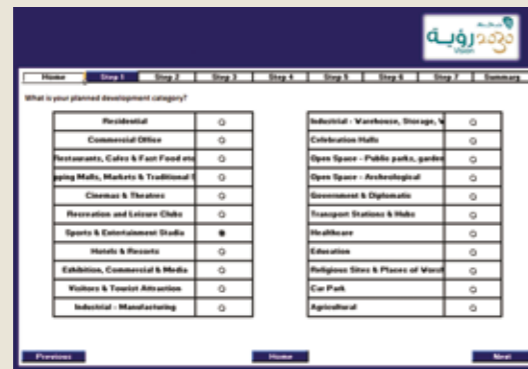 رؤية 2030
Vision
Home Step 1 Step 2 Step 3 Step 4 Step 5 Step 6 Step 7 Summary
What is your planned development category?
Residential
Commercial Office
Restaurants, Cafes & Fast Food etc
pping Malls, Markets & Traditional S
Cinemas & Theatres
Recreation and Leisure Clubs
Sports & Entertainment Stadia
Hotels & Resorts
Exhibition, Commercial & Media
Visitors & Tourist Attraction
Industrial - Manufacturing
Industrial - Warehouse, Storage, W
Celebration Halls
Open Space - Public parks, garden
Open Space - Archeological
Government & Diplomatic
Transport Stations & Hubs
Healthcare
Education
Religious Sites & Places of Worsh
Car Park
Agricultural
Previous Home Next